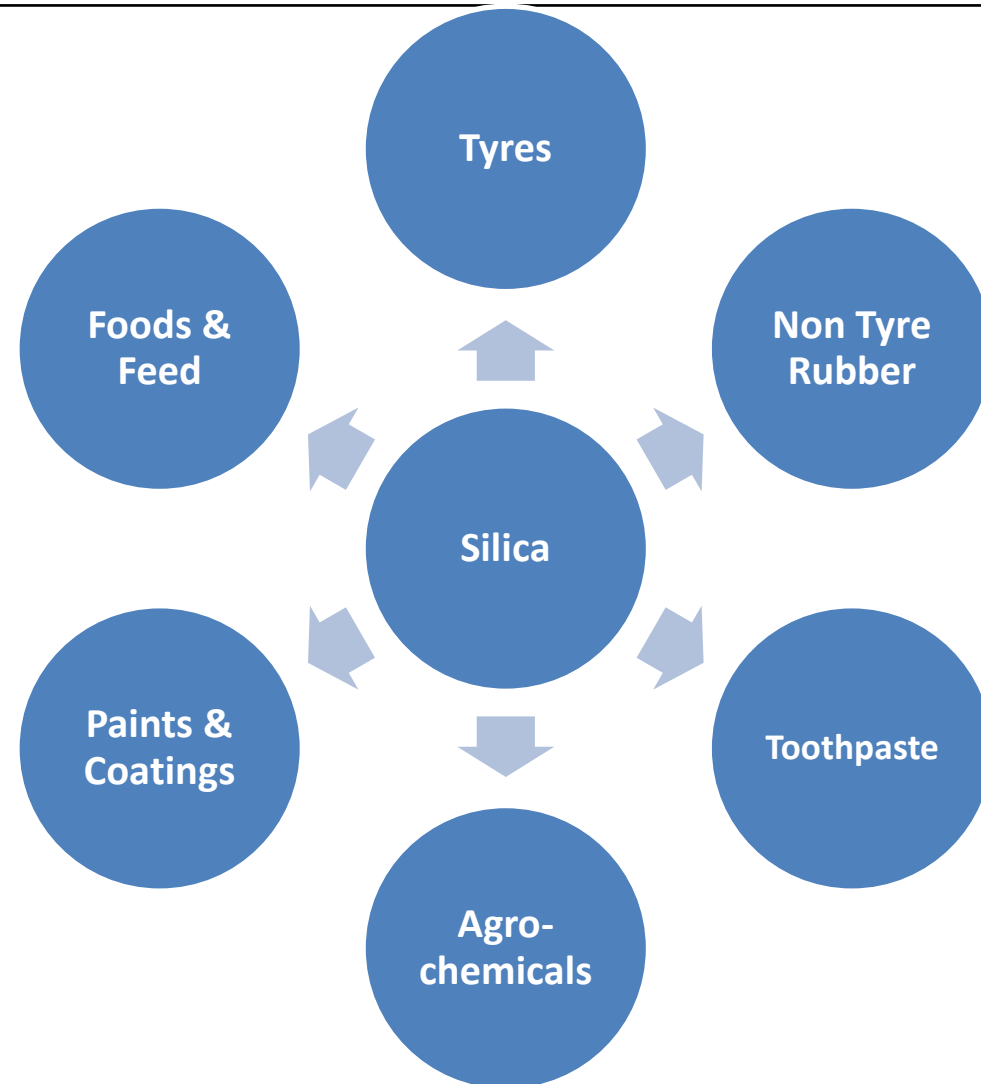 Tyres
Foods &
Feed
Non Tyre
Rubber
Silica
Paints &
Coatings
Toothpaste
Agro-
chemicals